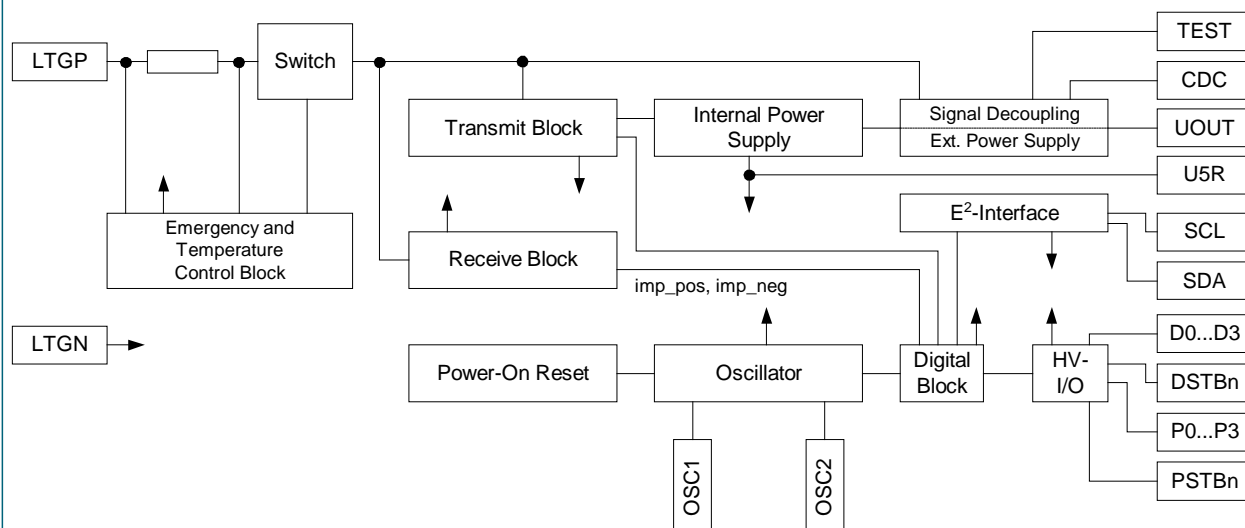 TEST
LTGP
Switch
CDC
Transmit Block
Internal Power
Supply
Signal Decoupling
Ext. Power Supply
UOUT
U5R
E²-Interface
SCL
Emergency and
Temperature
Control Block
Receive Block
SDA
imp_pos, imp_neg
LTGN
D0...D3
Power-On Reset
Oscillator
Digital
Block
HV-
I/O
DSTBn
P0...P3
OSC1
OSC2
PSTBn